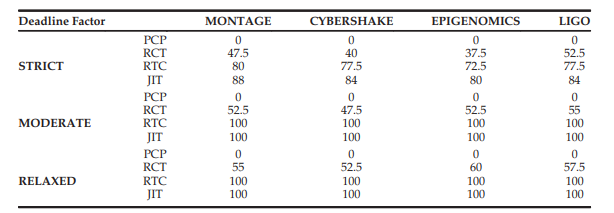 Deadline Factor MONTAGE CYBERSHAKE EPIGENOMICS LIGO
PCP 0 0 0 0
RCT 47.5 40 37.5 52.5
STRICT RTC 80 77.5 72.5 77.5
JIT 88 84 80 84
PCP 0 0 0 0
RCT 52.5 47.5 52.5 55
MODERATE RTC 100 100 100 100
JIT 100 100 100 100
PCP 0 0 0 0
RCT 55 52.5 60 57.5
RELAXED RTC 100 100 100 100
JIT 100 100 100 100